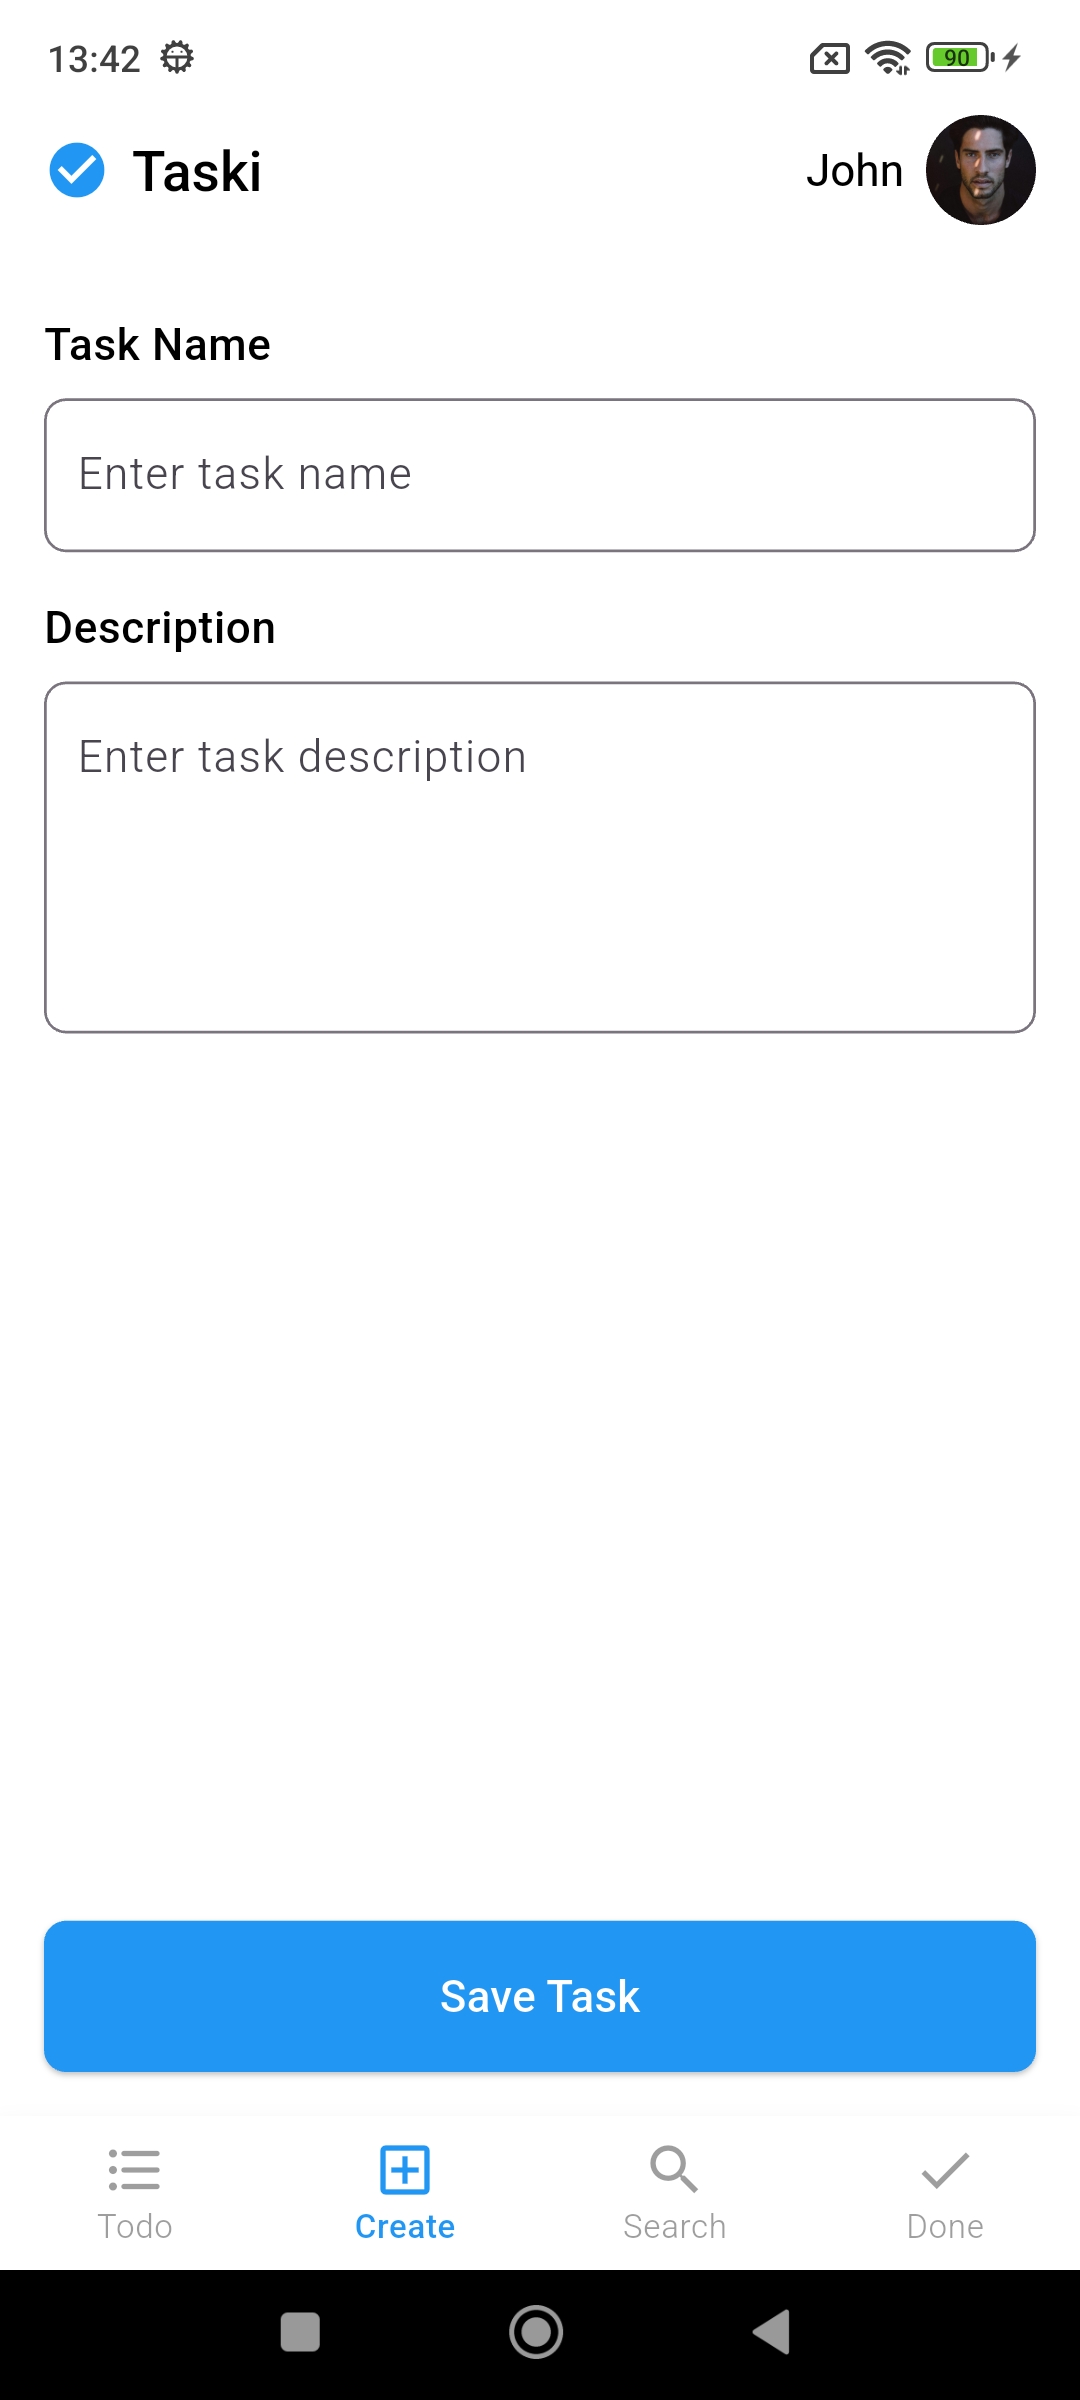 13:42
90
Taski
John
Task Name
Enter task name
Description
Enter task description
Save Task
Todo
Create
Search
Done